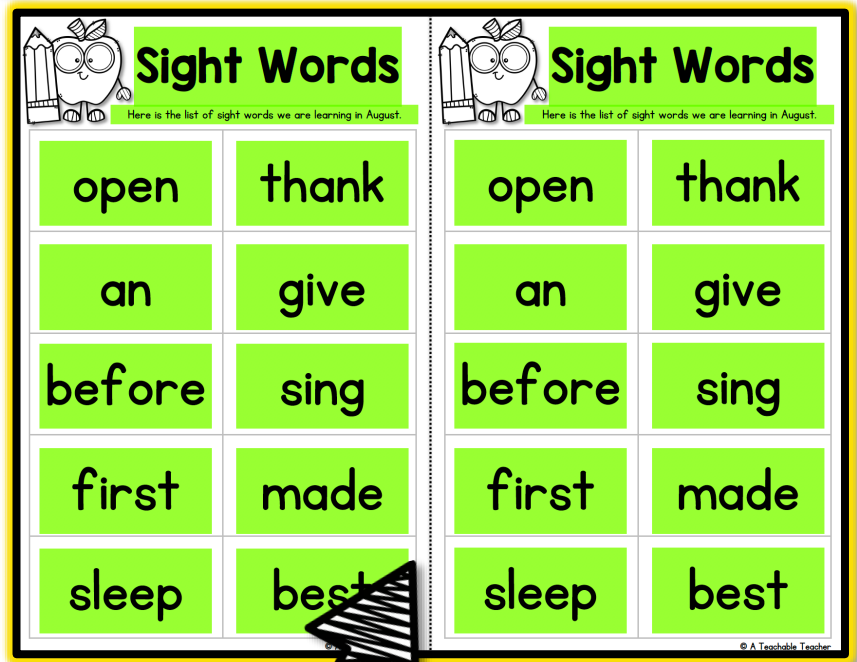 Sight Words
Here is the list of sight words we are learning in August.
open thank
an give
before sing
first made
sleep best
©
Sight Words
Here is the list of sight words we are learning in August.
open thank
an give
before sing
first made
sleep best
© A Teachable Teacher